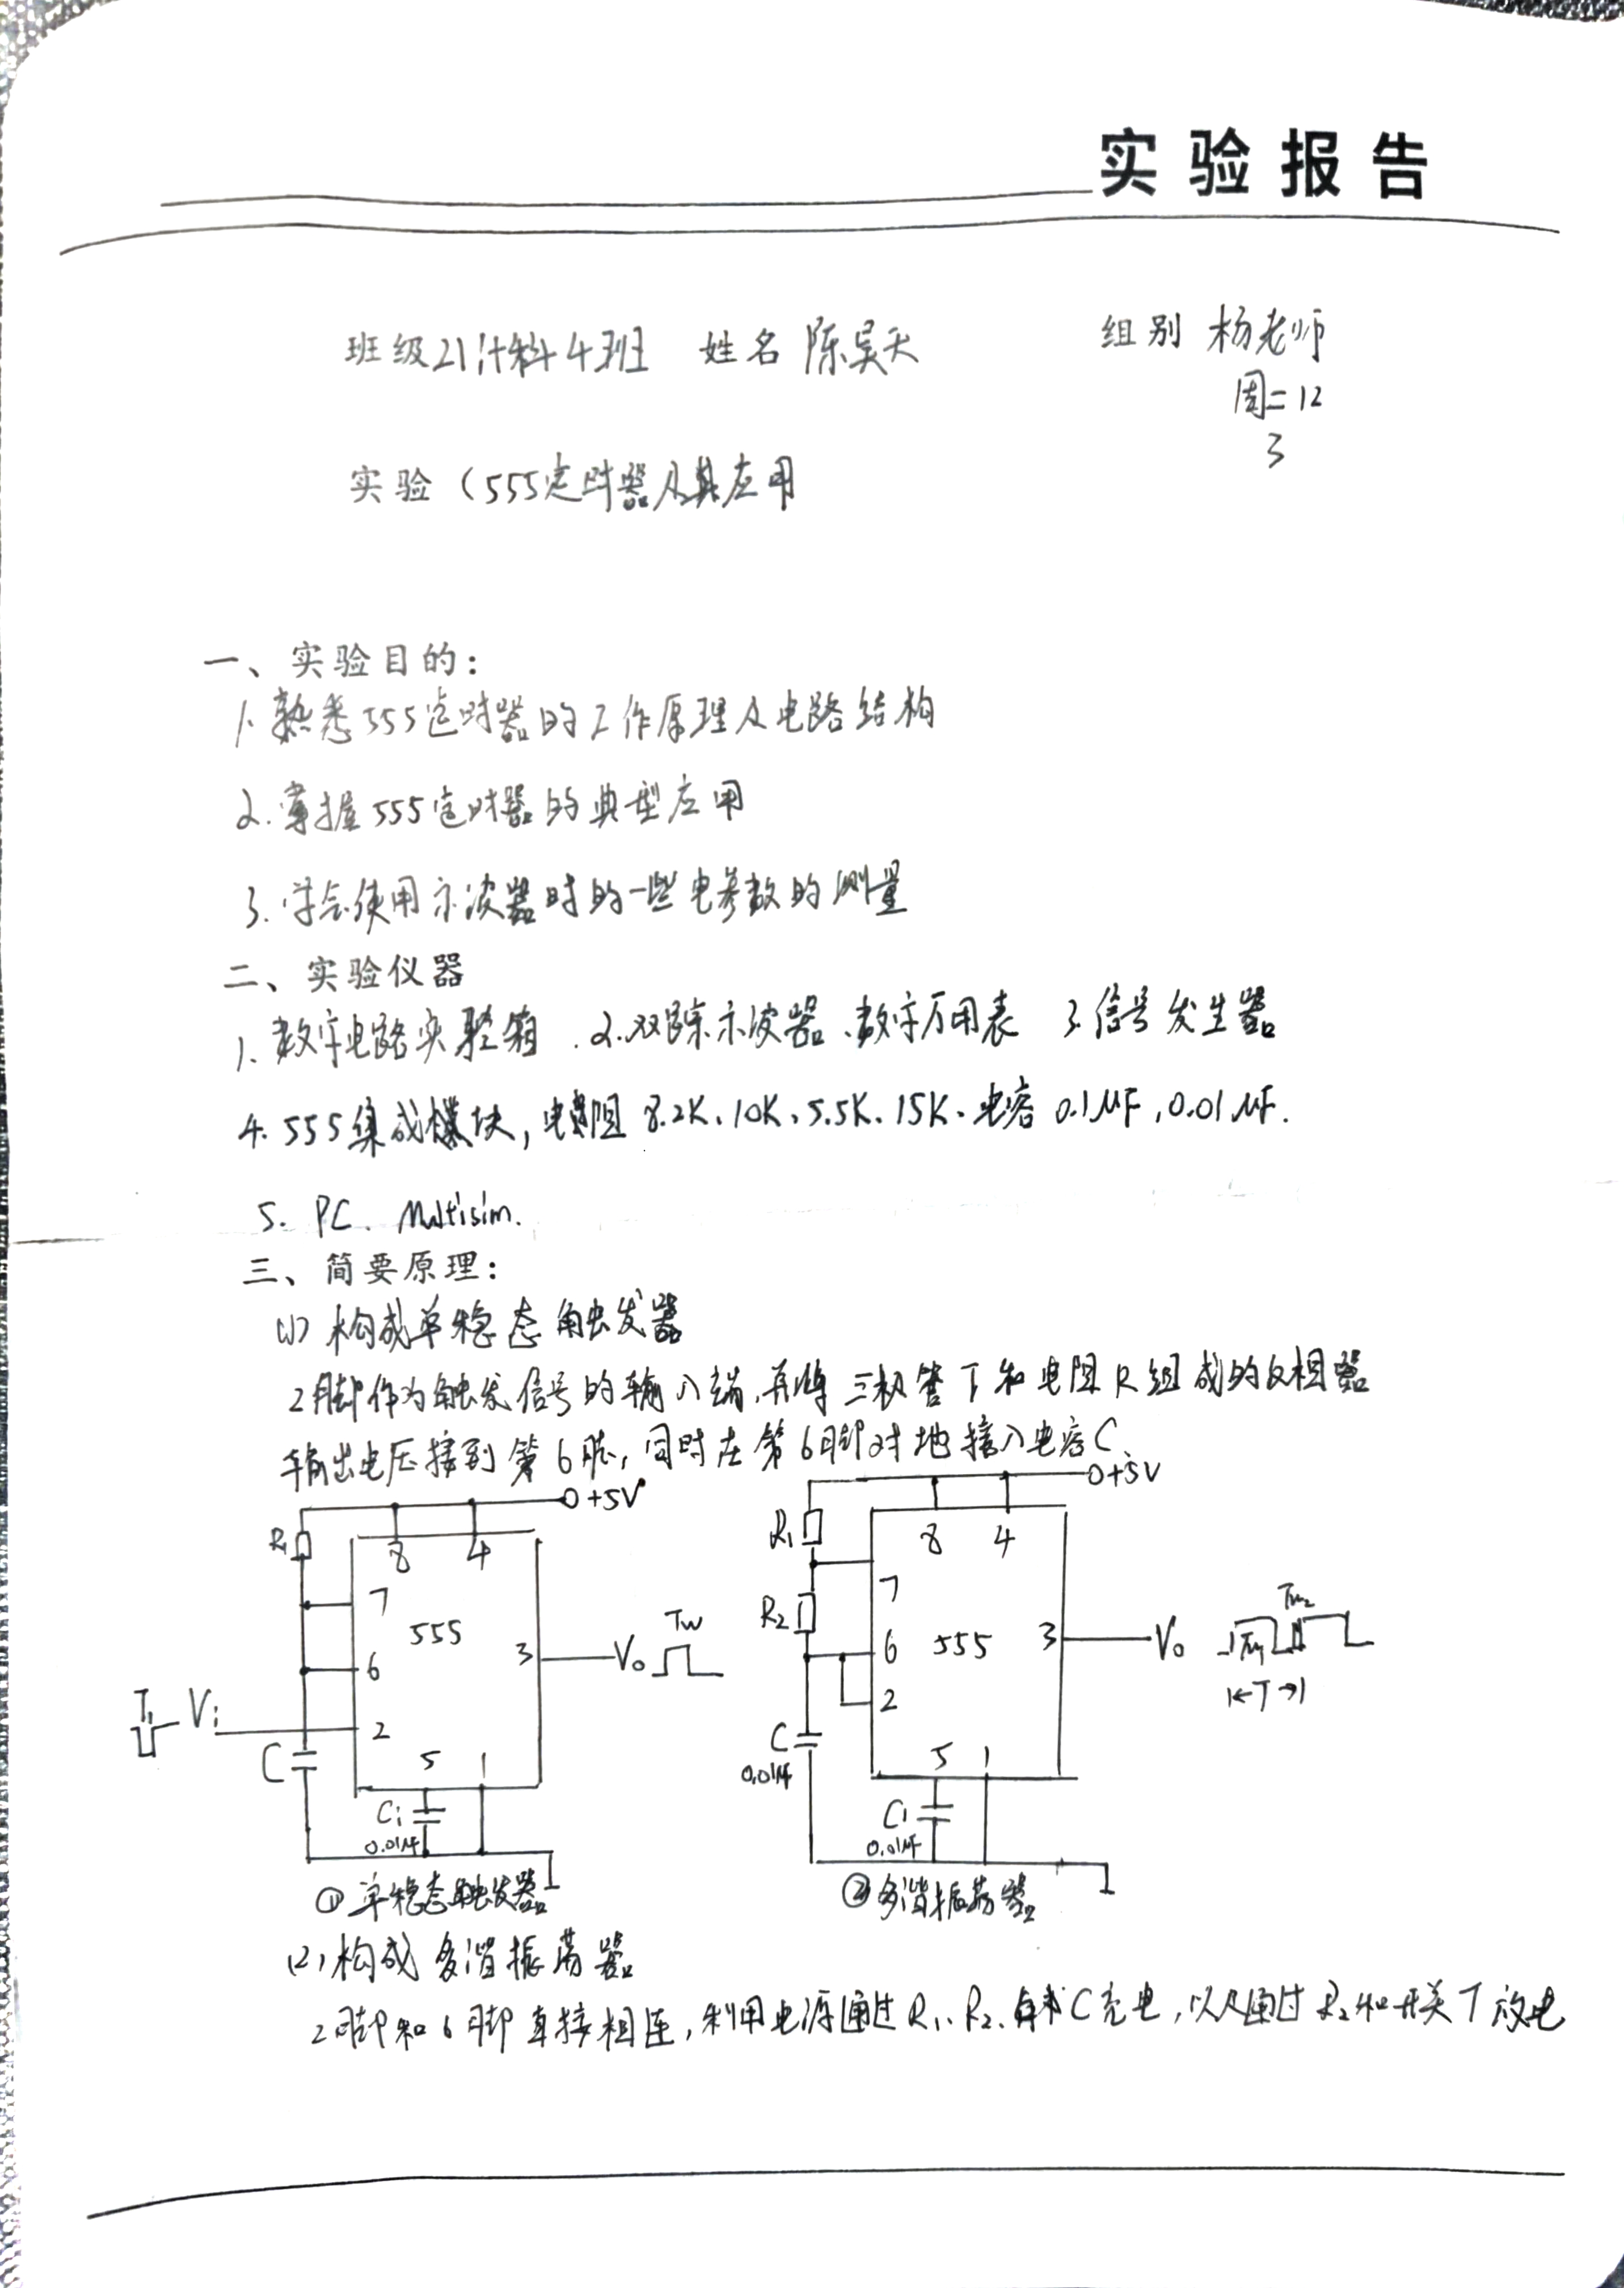 实验报告
班级 21计科4班 姓名 陈昊天 组别 杨老师
周二 12
3
实验(555定时器及其应用
一、实验目的:
1. 熟悉555定时器的工作原理及电路结构
2. 掌握555定时器的典型应用
3. 学会使用示波器时的一些电参数的测量
二、实验仪器
1. 数字电路实验箱. 2. 双踪示波器、数字万用表 3. 信号发生器
4. 555集成模块,电阻 8.2K、10K、5.5K、15K、电容 0.1μF,0.01μF.
5. PC. Multisim.
三、简要原理:
(1) 构成单稳态触发器
2脚作为触发信号的输入端,并将三极管T和电阻R组成的反相器
输出电压接到第6脚,同时在第6脚对地接入电容C、
+5V
R
8 4
7
555
6
3
Vo
Tw
Ti
Vi
2
C
5 1
Ci
0.01μF
①单稳态触发器
+5V
R1
8 4
7
R2
6 555 3
2
Vo
Tw2
Tw1
T
C
0.01μF
5 1
C1
0.01μF
②多谐振荡器
(2) 构成多谐振荡器
2脚和6脚直接相连,利用电源通过R1、R2、向C充电,以及通过R2和开关T放电